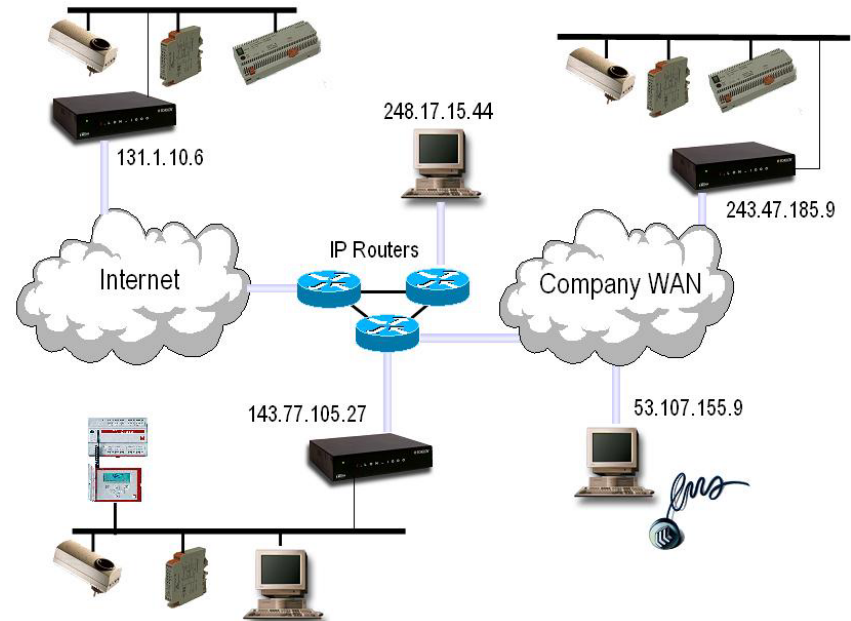 248.17.15.44
131.1.10.6
243.47.185.9
IP Routers
Internet
Company WAN
143.77.105.27
53.107.155.9